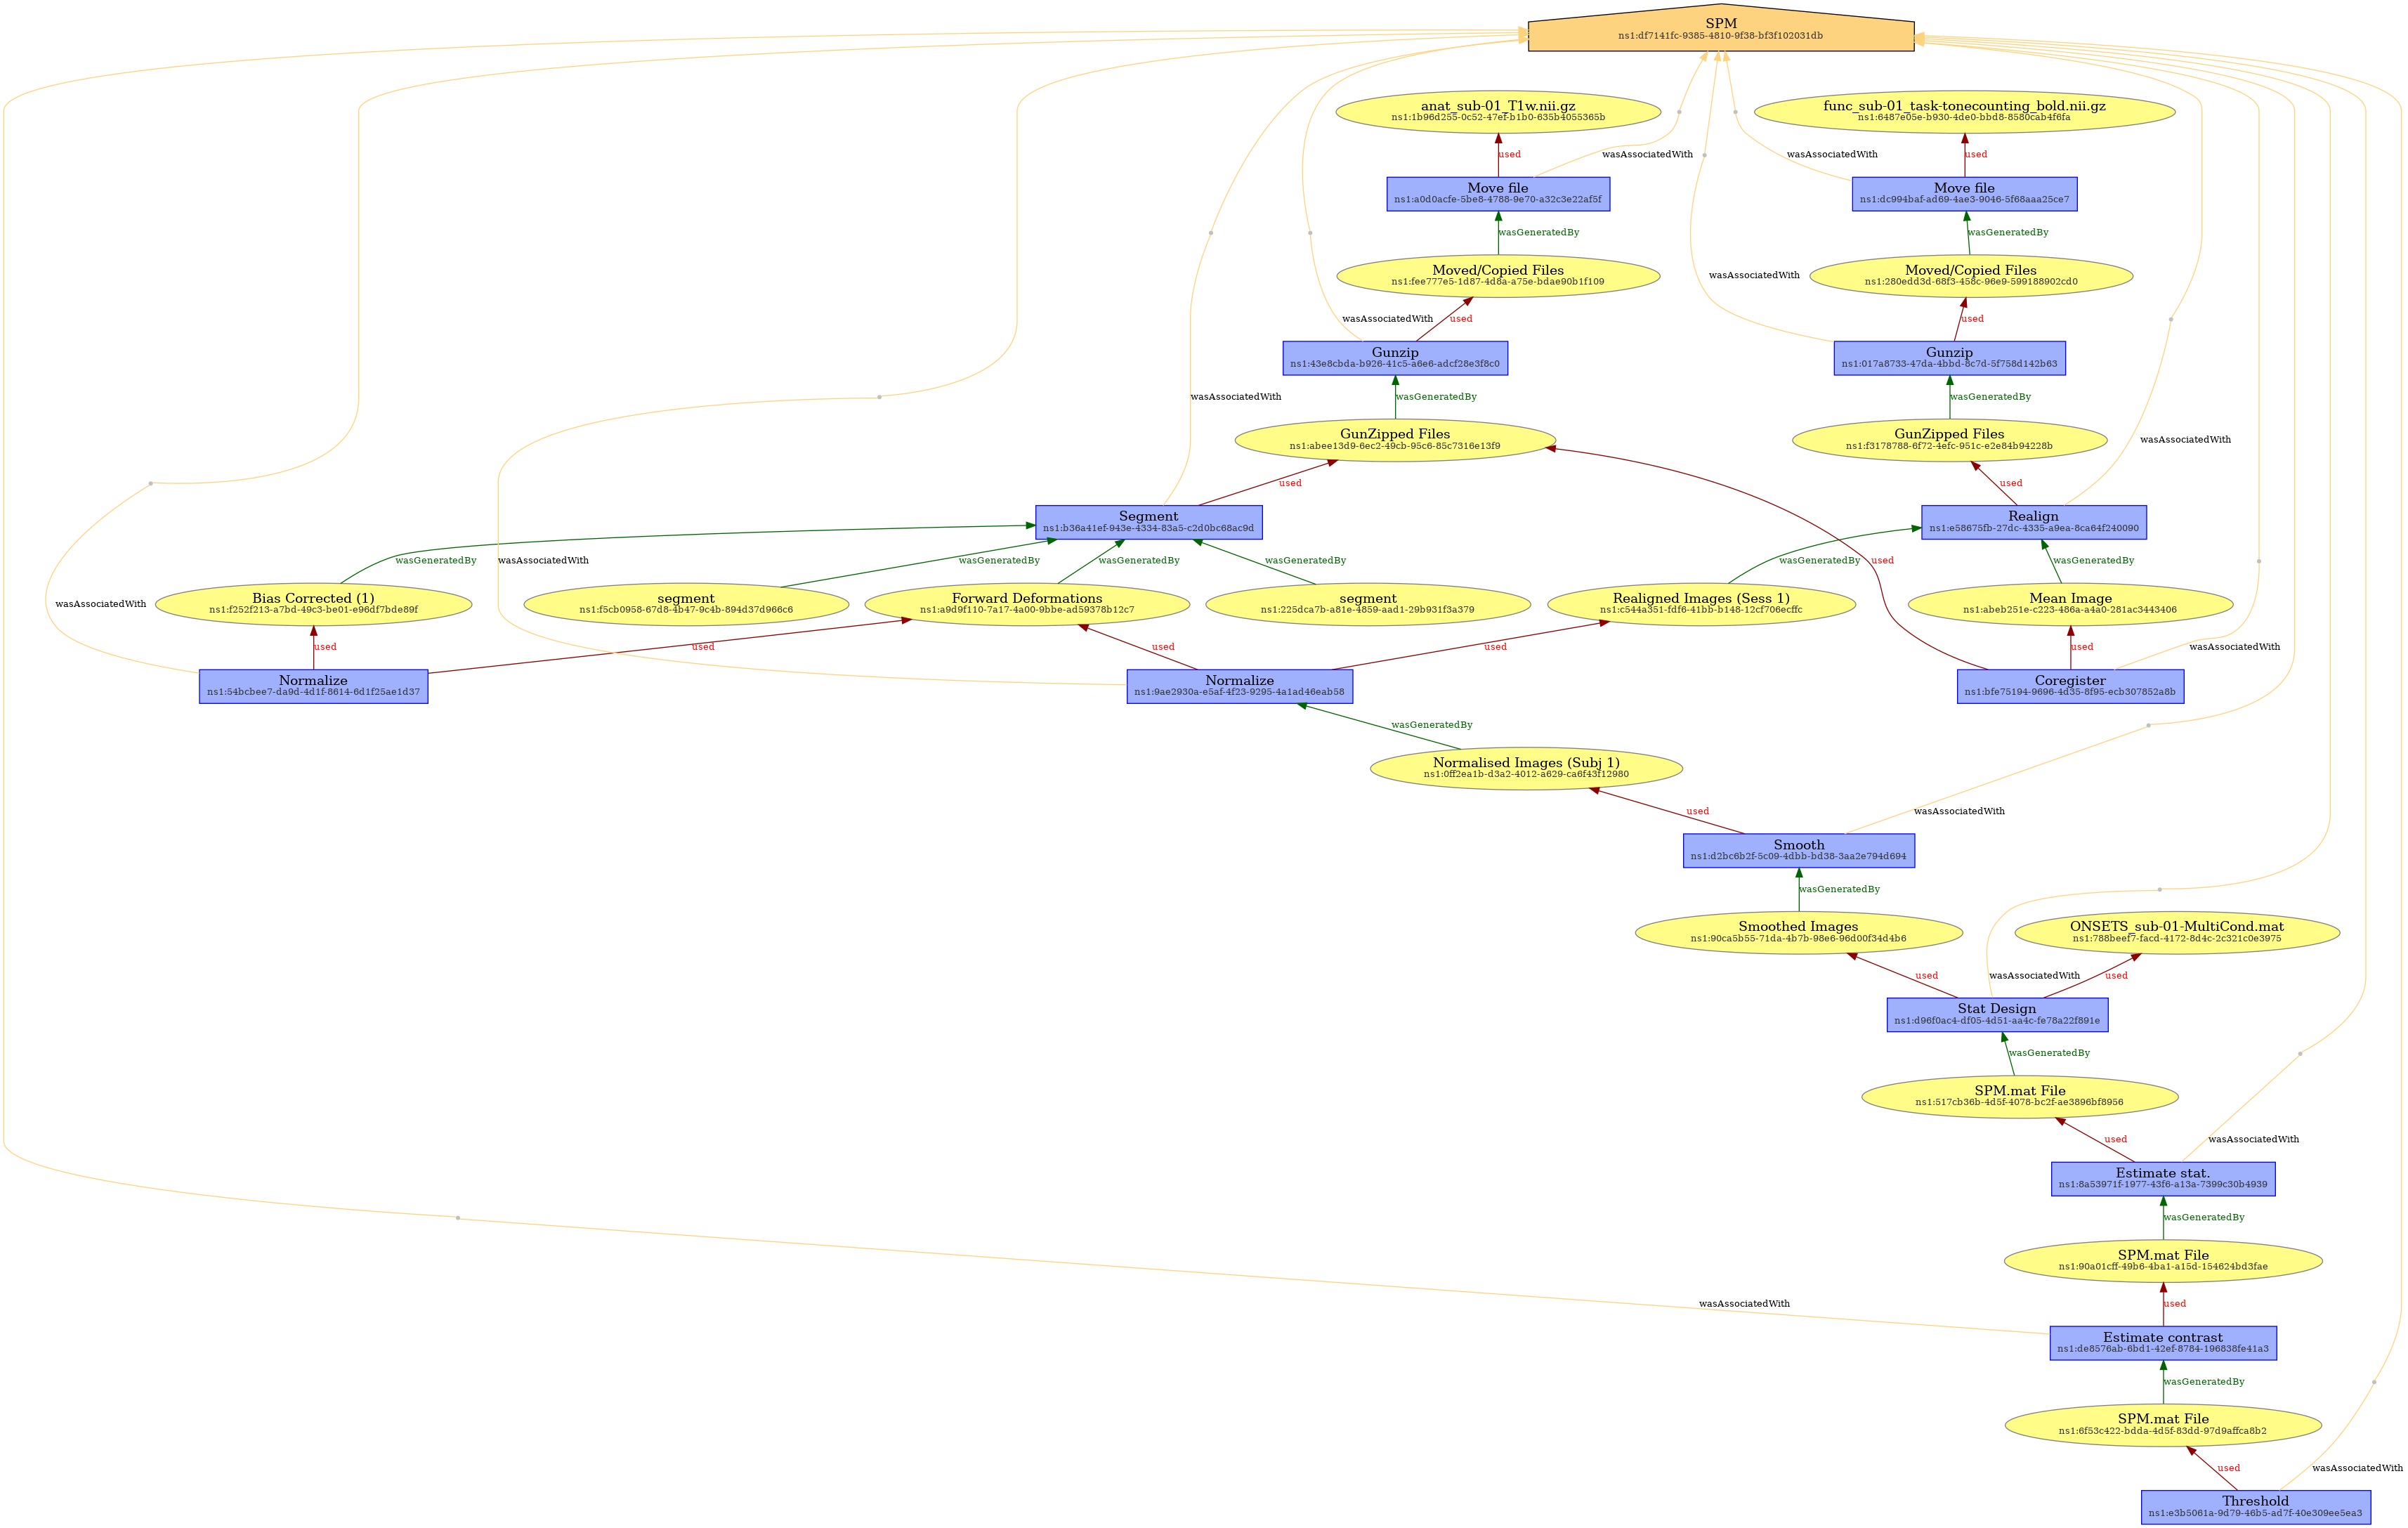 SPM
ns1:df7141fc-9385-4810-9f38-bf3f102031db
anat_sub-01_T1w.nii.gz
ns1:1b96d255-0c52-47ef-b1b0-635b4055365b
func_sub-01_task-tonecounting_bold.nii.gz
ns1:6487e05e-b930-4de0-bbd8-8580cab4f6fa
used
wasAssociatedWith
wasAssociatedWith
used
Move file
ns1:a0d0acfe-5be8-4788-9e70-a32c3e22af5f
Move file
ns1:dc994baf-ad69-4ae3-9046-5f68aaa25ce7
wasGeneratedBy
wasGeneratedBy
Moved/Copied Files
ns1:fee777e5-1d87-4d8a-a75e-bdae90b1f109
wasAssociatedWith
Moved/Copied Files
ns1:280edd3d-68f3-458c-96e9-599188902cd0
wasAssociatedWith
used
used
Gunzip
ns1:43e8cbda-b926-41c5-a6e6-adcf28e3f8c0
Gunzip
ns1:017a8733-47da-4bbd-8c7d-5f758d142b63
wasAssociatedWith
wasGeneratedBy
wasGeneratedBy
GunZipped Files
ns1:abee13d9-6ec2-49cb-95c6-85c7316e13f9
GunZipped Files
ns1:f3178788-6f72-4efc-951c-e2e84b94228b
wasAssociatedWith
used
used
Segment
ns1:b36a41ef-943e-4334-83a5-c2d0bc68ac9d
Realign
ns1:e58675fb-27dc-4335-a9ea-8ca64f240090
wasGeneratedBy
wasAssociatedWith
wasGeneratedBy
wasGeneratedBy
wasGeneratedBy
wasGeneratedBy
used
wasGeneratedBy
Bias Corrected (1)
ns1:f252f213-a7bd-49c3-be01-e96df7bde89f
segment
ns1:f5cb0958-67d8-4b47-9c4b-894d37d966c6
Forward Deformations
ns1:a9d9f110-7a17-4a00-9bbe-ad59378b12c7
segment
ns1:225dca7b-a81e-4859-aad1-29b931f3a379
Realigned Images (Sess 1)
ns1:c544a351-fdf6-41bb-b148-12cf706ecffc
Mean Image
ns1:abeb251e-c223-486a-a4a0-281ac3443406
wasAssociatedWith
used
used
used
used
used
wasAssociatedWith
Normalize
ns1:54bcbee7-da9d-4d1f-8614-6d1f25ae1d37
Normalize
ns1:9ae2930a-e5af-4f23-9295-4a1ad46eab58
Coregister
ns1:bfe75194-9696-4d35-8f95-ecb307852a8b
wasGeneratedBy
Normalised Images (Subj 1)
ns1:0ff2ea1b-d3a2-4012-a629-ca6f43f12980
used
wasAssociatedWith
Smooth
ns1:d2bc6b2f-5c09-4dbb-bd38-3aa2e794d694
wasGeneratedBy
Smoothed Images
ns1:90ca5b55-71da-4b7b-98e6-96d00f34d4b6
ONSETS_sub-01-MultiCond.mat
ns1:788beef7-facd-4172-8d4c-2c321c0e3975
used
wasAssociatedWith
used
Stat Design
ns1:d96f0ac4-df05-4d51-aa4c-fe78a22f891e
wasGeneratedBy
SPM.mat File
ns1:517cb36b-4d5f-4078-bc2f-ae3896bf8956
used
wasAssociatedWith
Estimate stat.
ns1:8a53971f-1977-43f6-a13a-7399c30b4939
wasGeneratedBy
SPM.mat File
ns1:90a01cff-49b6-4ba1-a15d-154624bd3fae
wasAssociatedWith
used
Estimate contrast
ns1:de8576ab-6bd1-42ef-8784-196838fe41a3
wasGeneratedBy
SPM.mat File
ns1:6f53c422-bdda-4d5f-83dd-97d9affca8b2
used
wasAssociatedWith
Threshold
ns1:e3b5061a-9d79-46b5-ad7f-40e309ee5ea3